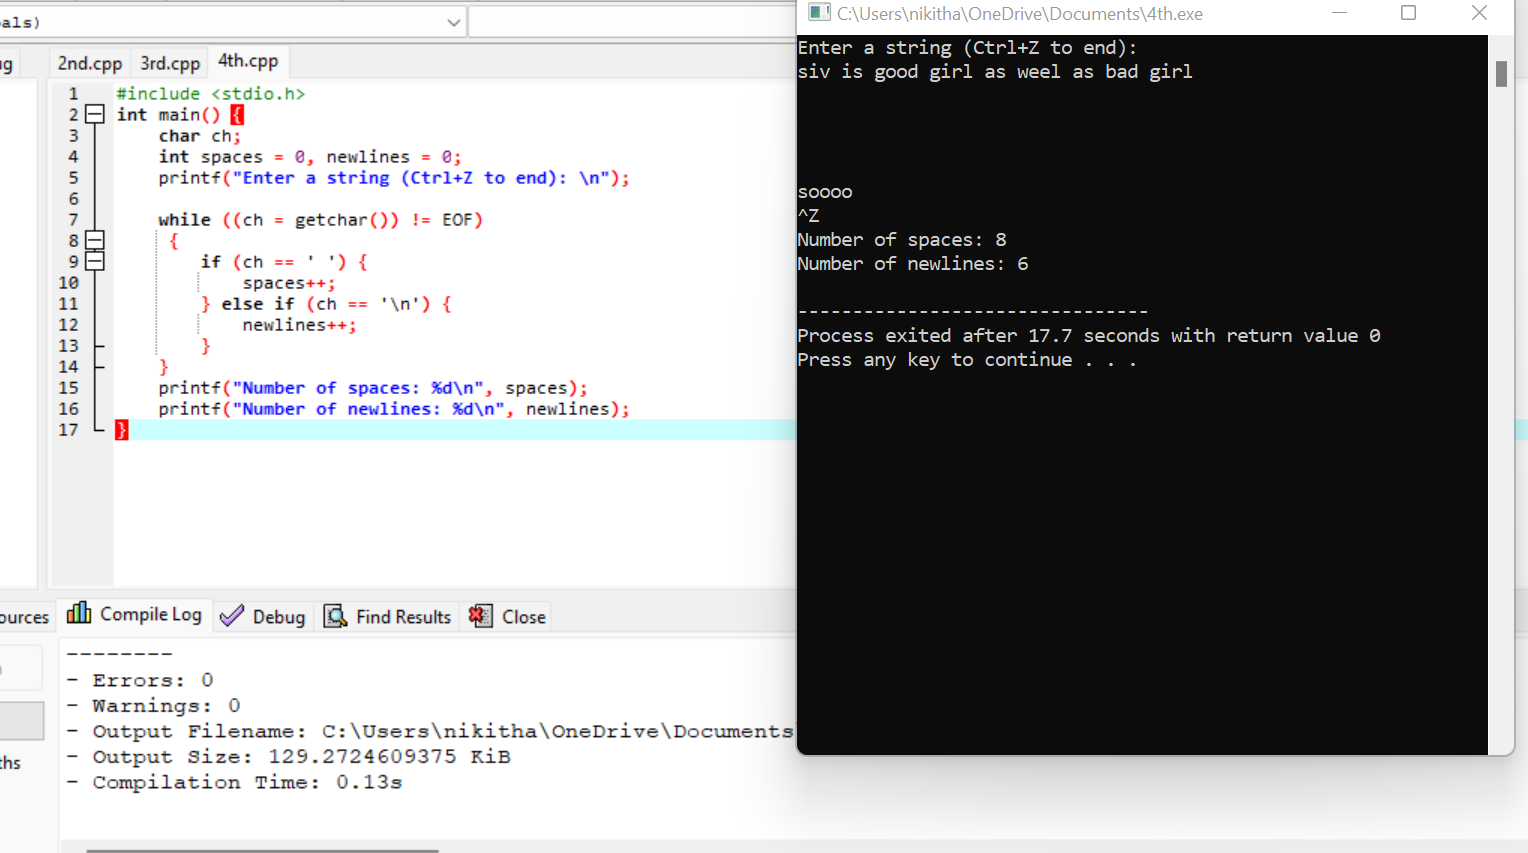 als)
C:\Users\nikitha\OneDrive\Documents\4th.exe
g
2nd.cpp 3rd.cpp 4th.cpp
1 #include <stdio.h>
2 int main() {
3 char ch;
4 int spaces = 0, newlines = 0;
5 printf("Enter a string (Ctrl+Z to end): \n");
6
7 while ((ch = getchar()) != EOF)
8 {
9 if (ch == ' ') {
10 spaces++;
11 } else if (ch == '\n') {
12 newlines++;
13 }
14 }
15 printf("Number of spaces: %d\n", spaces);
16 printf("Number of newlines: %d\n", newlines);
17 }
Enter a string (Ctrl+Z to end):
siv is good girl as weel as bad girl
soooo
^Z
Number of spaces: 8
Number of newlines: 6
--------------------------------
Process exited after 17.7 seconds with return value 0
Press any key to continue . . .
ources Compile Log Debug Find Results Close
--------
- Errors: 0
- Warnings: 0
- Output Filename: C:\Users\nikitha\OneDrive\Documents
- Output Size: 129.2724609375 KiB
- Compilation Time: 0.13s
ths